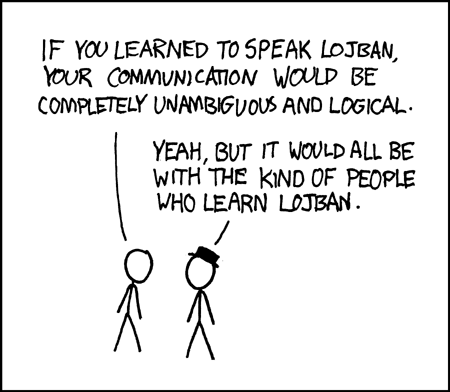 IF YOU LEARNED TO SPEAK LOJBAN,
YOUR COMMUNICATION WOULD BE
COMPLETELY UNAMBIGUOUS AND LOGICAL.
YEAH, BUT IT WOULD ALL BE
WITH THE KIND OF PEOPLE
WHO LEARN LOJBAN.